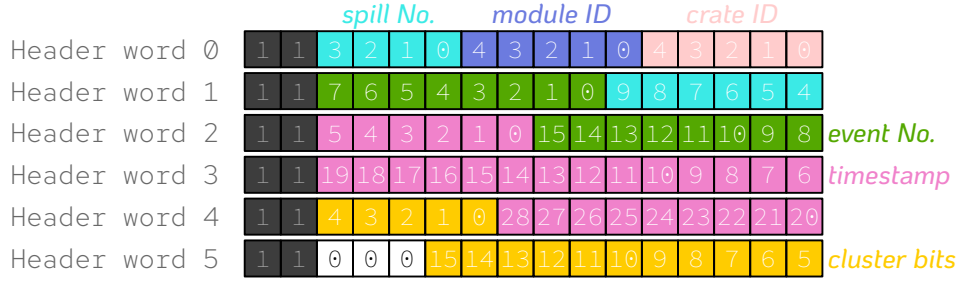 spill No. module ID crate ID
Header word 0 1 1 3 2 1 0 4 3 2 1 0 4 3 2 1 0
Header word 1 1 1 7 6 5 4 3 2 1 0 9 8 7 6 5 4
Header word 2 1 1 5 4 3 2 1 0 15 14 13 12 11 10 9 8 event No.
Header word 3 1 1 19 18 17 16 15 14 13 12 11 10 9 8 7 6 timestamp
Header word 4 1 1 4 3 2 1 0 28 27 26 25 24 23 22 21 20
Header word 5 1 1 0 0 0 15 14 13 12 11 10 9 8 7 6 5 cluster bits